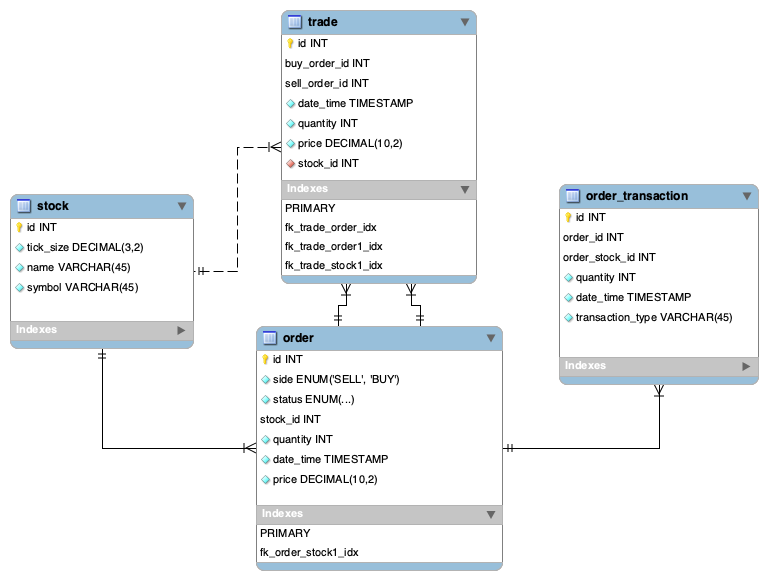 trade
id INT
buy_order_id INT
sell_order_id INT
date_time TIMESTAMP
quantity INT
price DECIMAL(10,2)
stock_id INT
Indexes
PRIMARY
fk_trade_order_idx
fk_trade_order1_idx
fk_trade_stock1_idx
stock
id INT
tick_size DECIMAL(3,2)
name VARCHAR(45)
symbol VARCHAR(45)
Indexes
order_transaction
id INT
order_id INT
order_stock_id INT
quantity INT
date_time TIMESTAMP
transaction_type VARCHAR(45)
Indexes
order
id INT
side ENUM('SELL', 'BUY')
status ENUM(...)
stock_id INT
quantity INT
date_time TIMESTAMP
price DECIMAL(10,2)
Indexes
PRIMARY
fk_order_stock1_idx